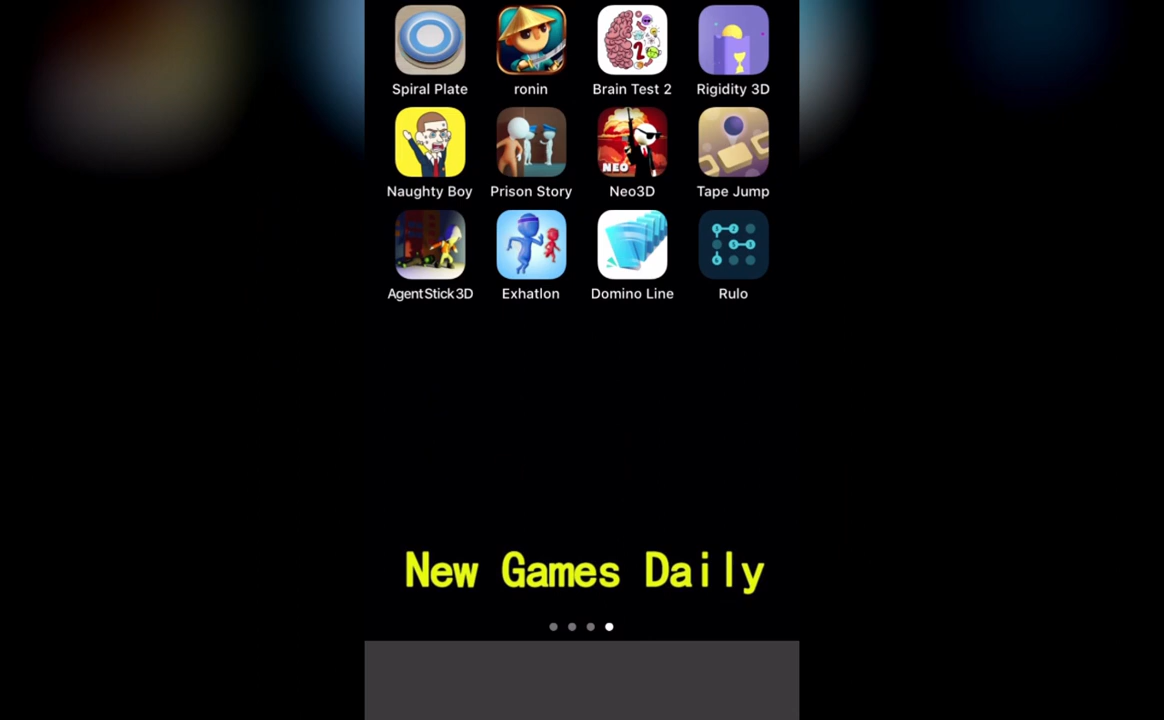 Spiral Plate ronin Brain Test 2 Rigidity 3D
NEO
Naughty Boy Prison Story Neo3D Tape Jump
AgentStick3D Exhatlon Domino Line Rulo
New Games Daily